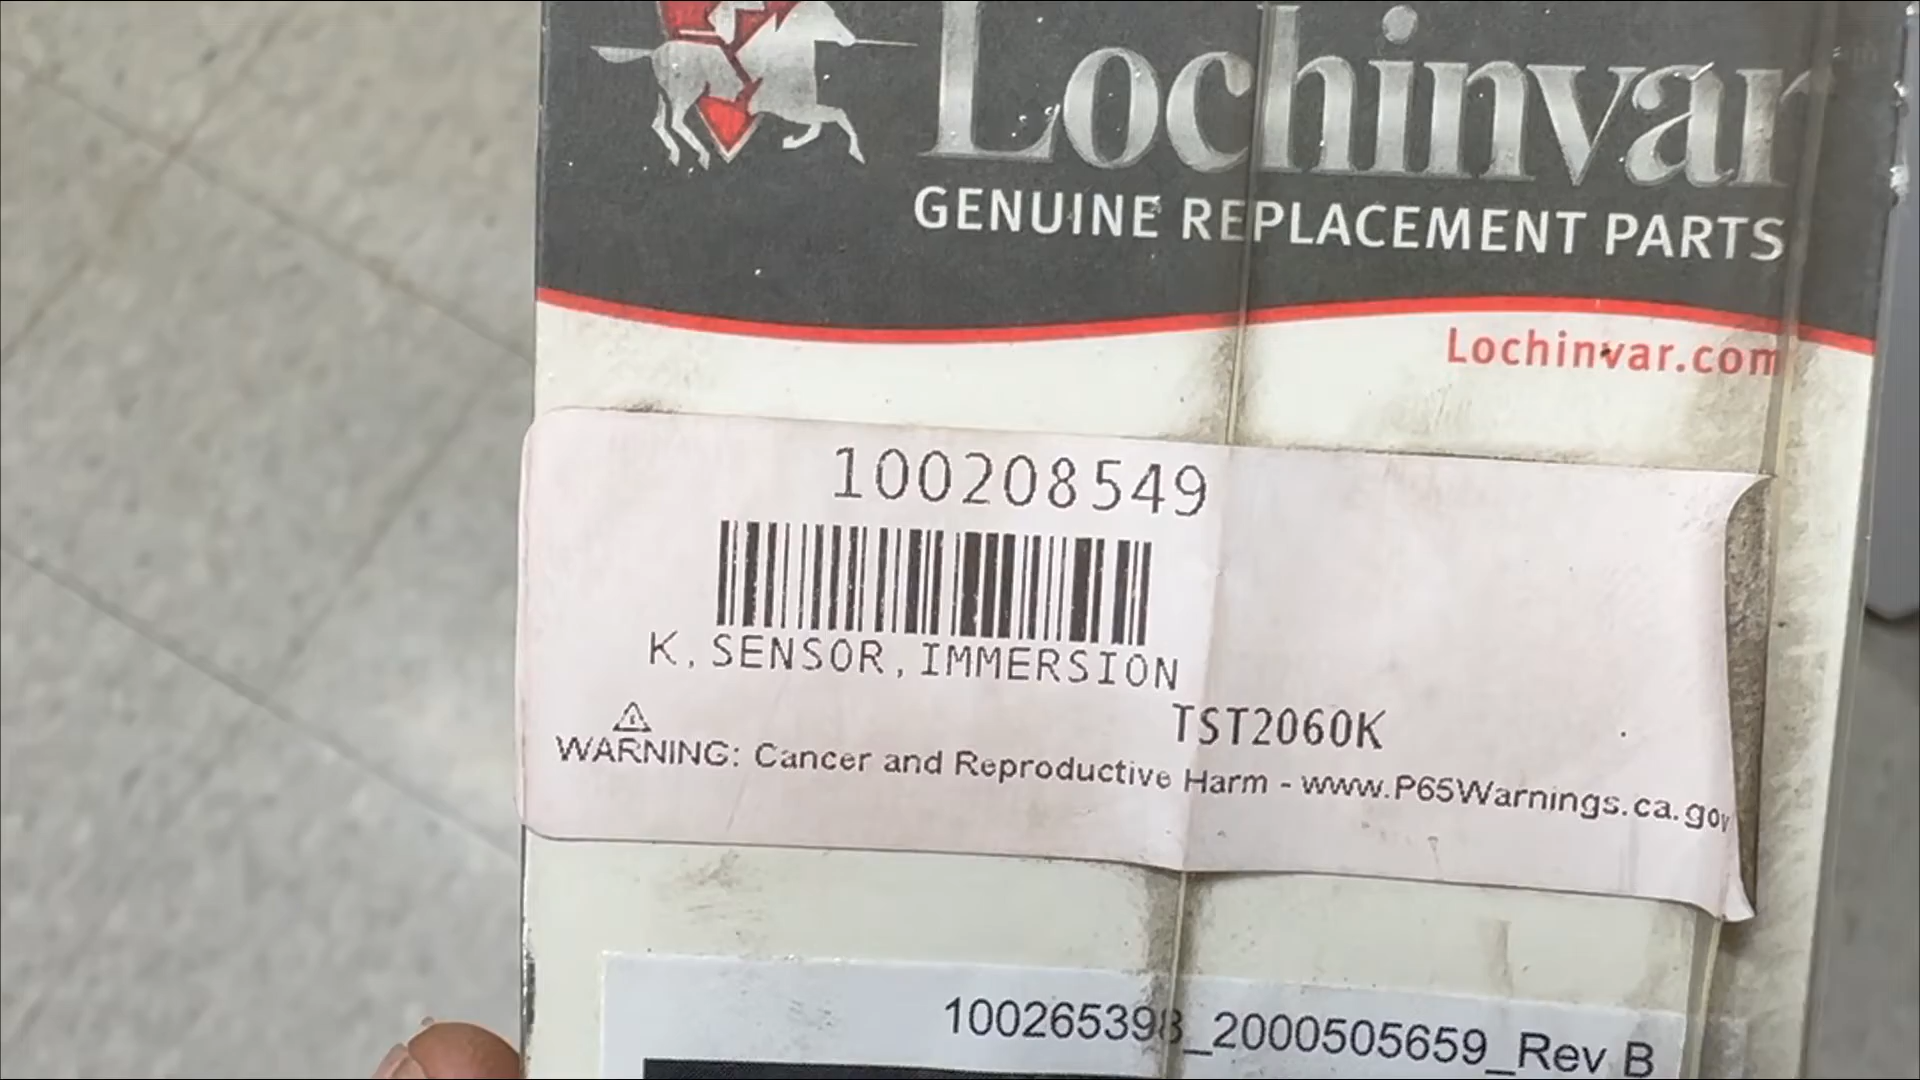 Lochinvar
GENUINE REPLACEMENT PARTS
Lochinvar.com
100208549
K,SENSOR,IMMERSION
TST2060K
WARNING: Cancer and Reproductive Harm - www.P65Warnings.ca.gov
100265398_2000505659_Rev B